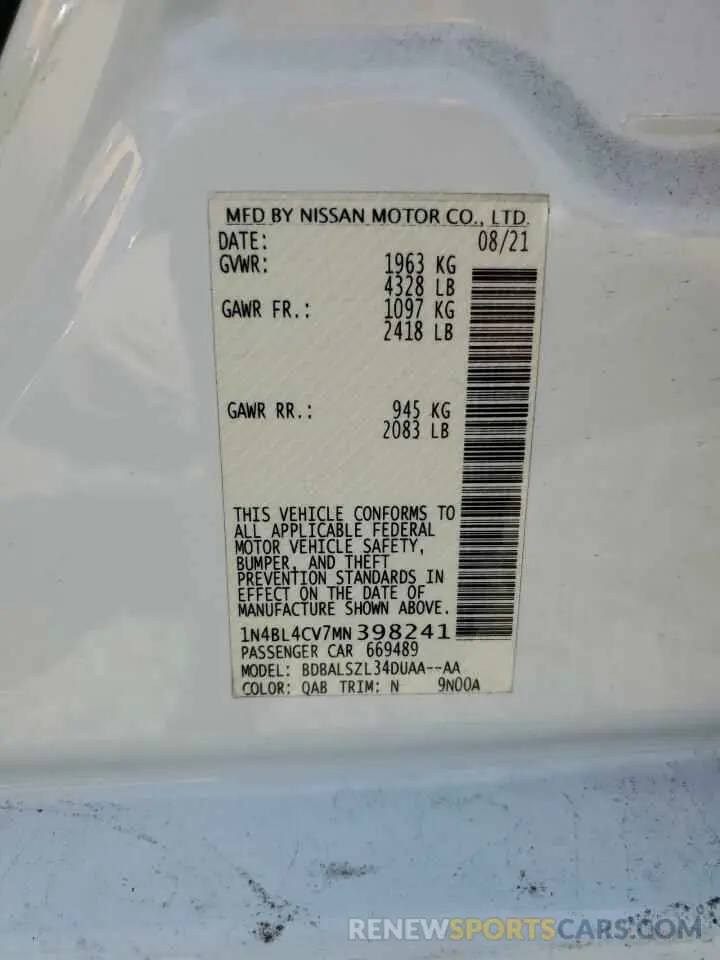 MFD BY NISSAN MOTOR CO., LTD.
DATE: 08/21
GVWR: 1963 KG
4328 LB
GAWR FR.: 1097 KG
2418 LB
GAWR RR.: 945 KG
2083 LB
THIS VEHICLE CONFORMS TO
ALL APPLICABLE FEDERAL
MOTOR VEHICLE SAFETY,
BUMPER, AND THEFT
PREVENTION STANDARDS IN
EFFECT ON THE DATE OF
MANUFACTURE SHOWN ABOVE.
1N4BL4CV7MN398241
PASSENGER CAR 669489
MODEL: BDBALSZL34DUAA--AA
COLOR: QAB TRIM: N 9N00A
RENEWSPORTSCARS.COM